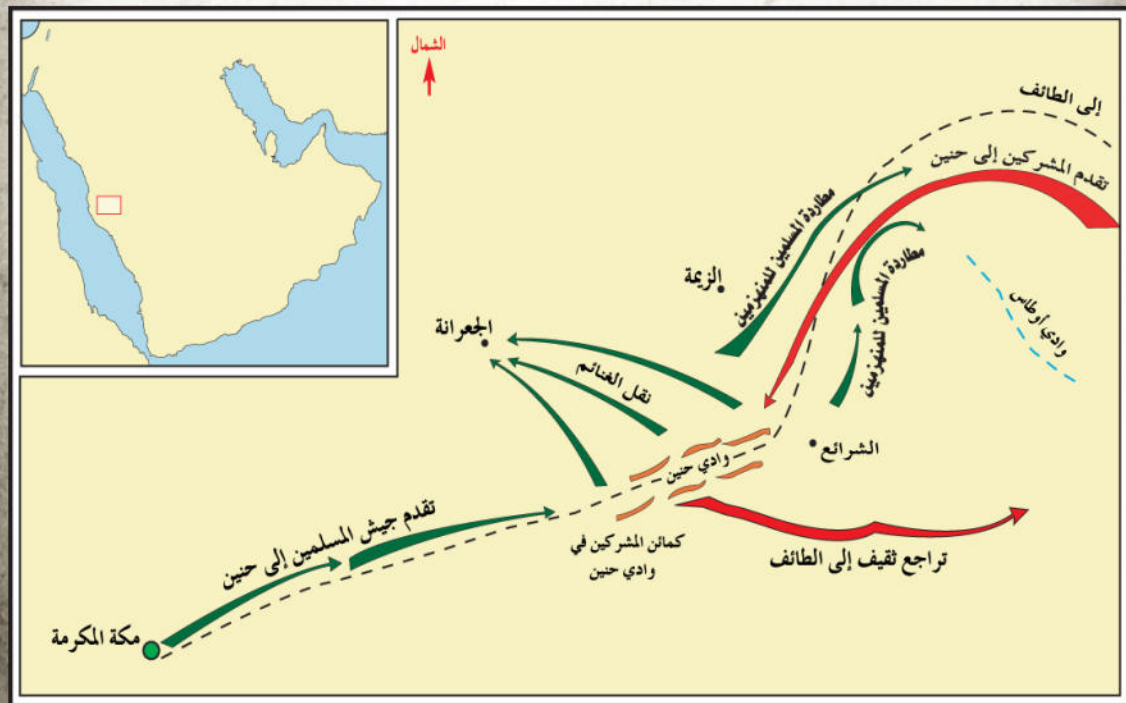 الشمال
إلى الطائف
تقدم المشركين إلى حنين
مطاردة المسلمين للمنهزمين
مطاردة المسلمين للمنهزمين
وادي أوطاس
الزيمة
الجعرانة
نقل الغنائم
الشرائع
وادي حنين
تقدم جيش المسلمين إلى حنين
كمائن المشركين في
وادي حنين
تراجع ثقيف إلى الطائف
مكة المكرمة